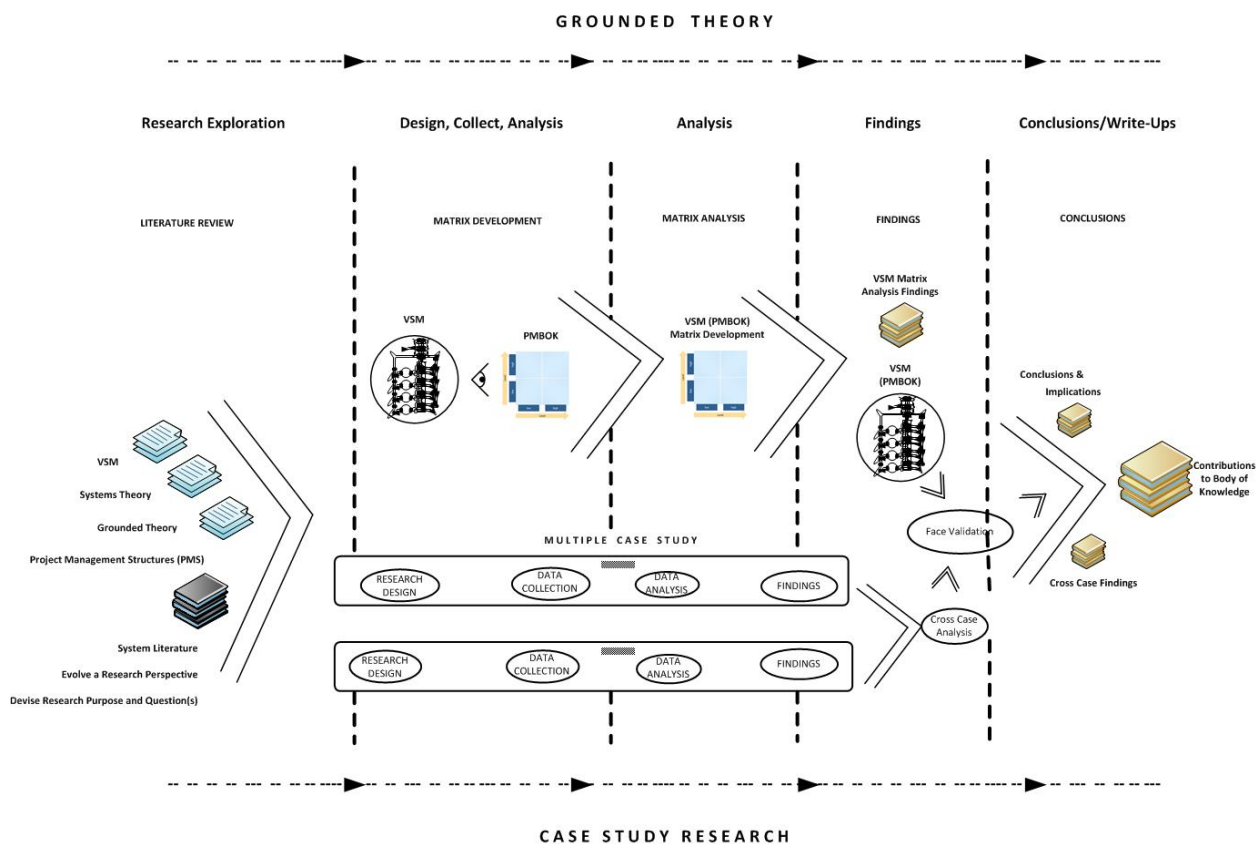 GROUNDED THEORY
Research Exploration
Design, Collect, Analysis
Analysis
Findings
Conclusions/Write-Ups
LITERATURE REVIEW
MATRIX DEVELOPMENT
MATRIX ANALYSIS
FINDINGS
CONCLUSIONS
VSM
Systems Theory
Grounded Theory
Project Management Structures (PMS)
System Literature
Evolve a Research Perspective
Devise Research Purpose and Question(s)
VSM
PMBOK
VSM (PMBOK)
Matrix Development
VSM Matrix
Analysis Findings
VSM
(PMBOK)
Face Validation
Conclusions &
Implications
Contributions
to Body of
Knowledge
Cross Case Findings
MULTIPLE CASE STUDY
RESEARCH
DESIGN
DATA
COLLECTION
DATA
ANALYSIS
FINDINGS
Cross Case
Analysis
RESEARCH
DESIGN
DATA
COLLECTION
DATA
ANALYSIS
FINDINGS
CASE STUDY RESEARCH